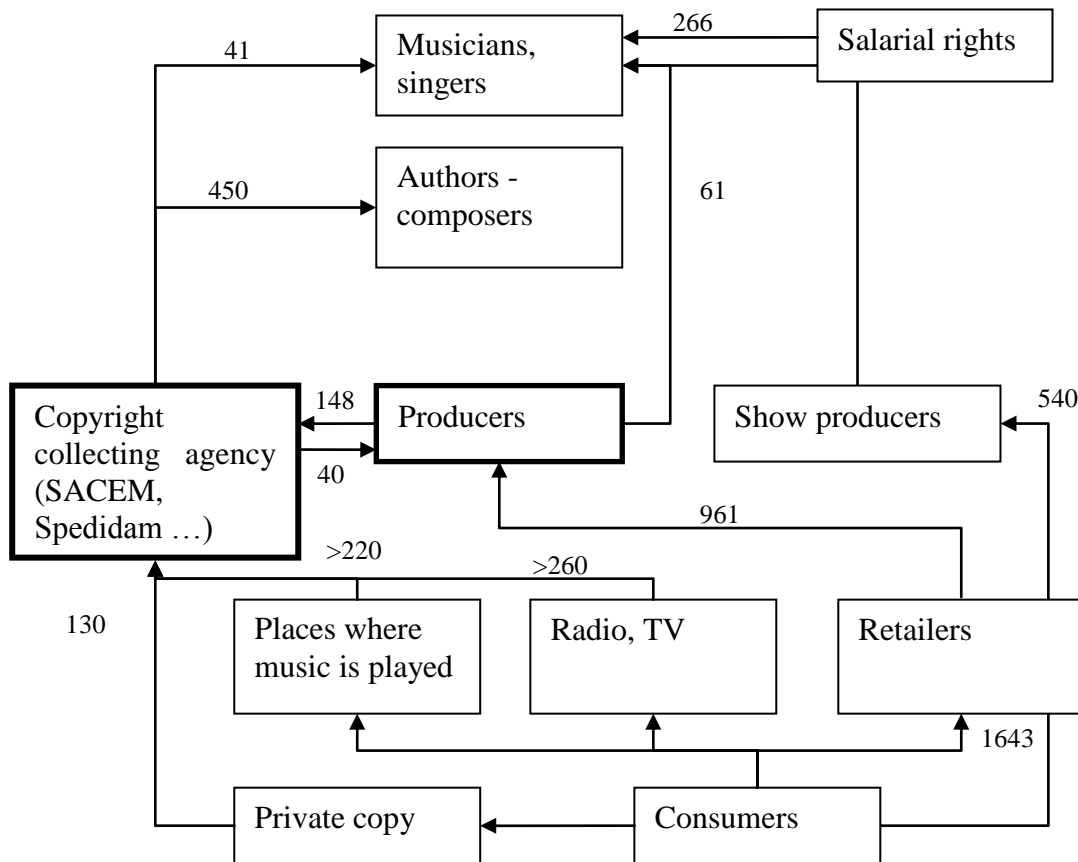 266
Salarial rights
41
Musicians,
singers
450
Authors -
composers
61
Copyright
collecting agency
(SACEM,
Spedidam …)
148
40
Producers
Show producers
540
961
>220
>260
130
Places where
music is played
Radio, TV
Retailers
1643
Private copy
Consumers